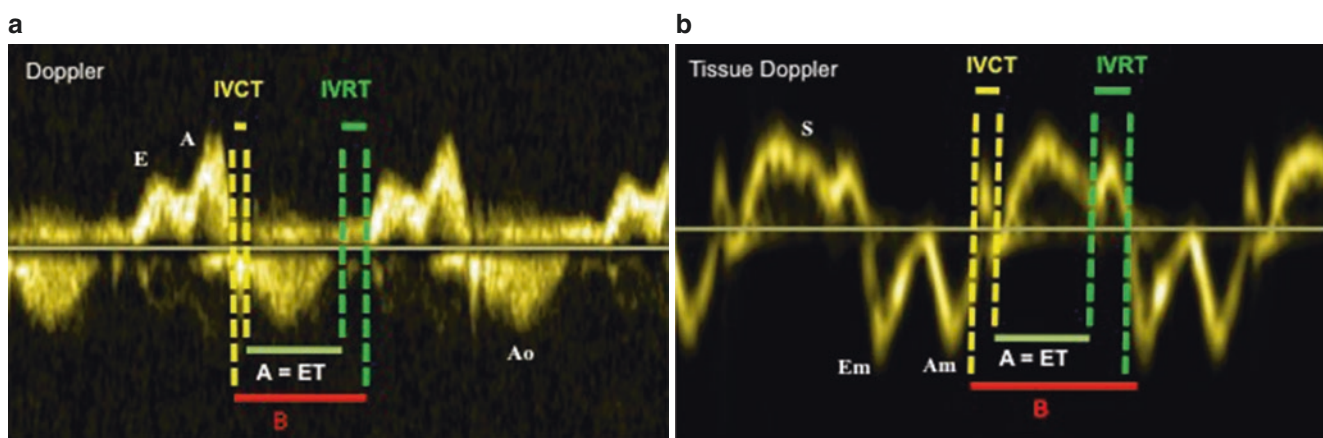 a
Doppler
IVCT IVRT
E A
Ao
A = ET
B
b
Tissue Doppler
IVCT IVRT
S
Em Am
A = ET
B